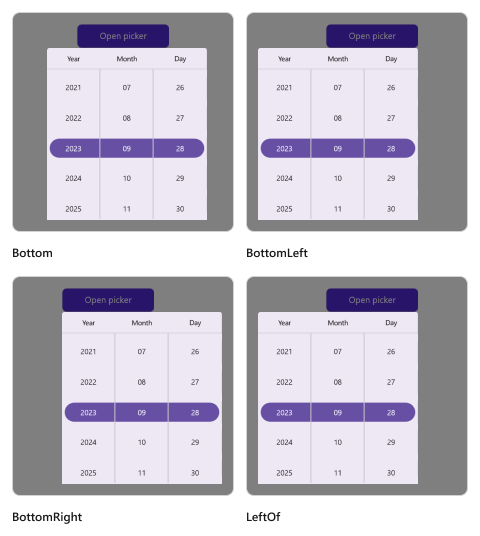 Open picker
Year Month Day
2021 07 26
2022 08 27
2023 09 28
2024 10 29
2025 11 30
Bottom
Open picker
Year Month Day
2021 07 26
2022 08 27
2023 09 28
2024 10 29
2025 11 30
BottomLeft
Open picker
Year Month Day
2021 07 26
2022 08 27
2023 09 28
2024 10 29
2025 11 30
BottomRight
Open picker
Year Month Day
2021 07 26
2022 08 27
2023 09 28
2024 10 29
2025 11 30
LeftOf